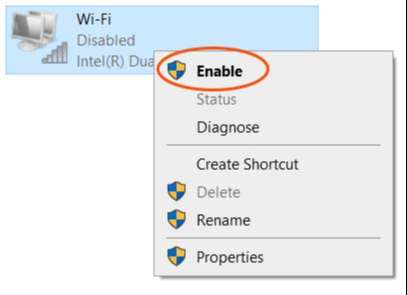 Wi-Fi
Disabled
Intel(R) Dua
Enable
Status
Diagnose
Create Shortcut
Delete
Rename
Properties